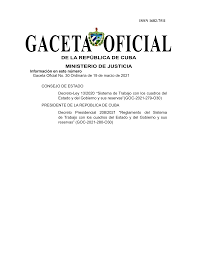 ISSN 1682-7511
GACETA OFICIAL
DE LA REPÚBLICA DE CUBA
MINISTERIO DE JUSTICIA
Información en este número
Gaceta Oficial No. 30 Ordinaria de 19 de marzo de 2021
CONSEJO DE ESTADO
Decreto-Ley 13/2020 “Sistema de Trabajo con los cuadros del
Estado y del Gobierno y sus reservas”(GOC-2021-279-O30)
PRESIDENTE DE LA REPÚBLICA DE CUBA
Decreto Presidencial 208/2021 “Reglamento del Sistema
de Trabajo con los cuadros del Estado y del Gobierno y sus
reservas” (GOC-2021-280-O30)